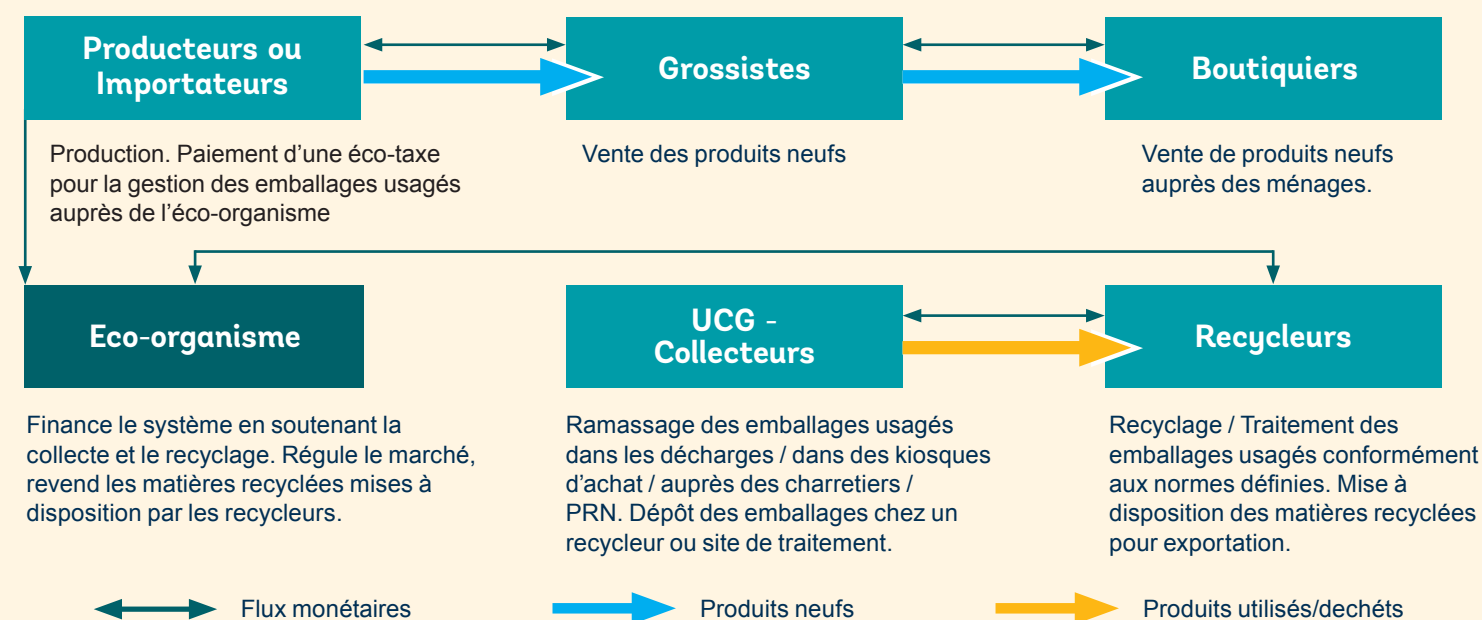 Producteurs ou
Importateurs
Grossistes
Boutiquiers
Production. Paiement d’une éco-taxe
pour la gestion des emballages usagés
auprès de l’éco-organisme
Vente des produits neufs
Vente de produits neufs
auprès des ménages.
Eco-organisme
UCG -
Collecteurs
Recycleurs
Finance le système en soutenant la
collecte et le recyclage. Régule le marché,
revend les matières recyclées mises à
disposition par les recycleurs.
Ramassage des emballages usagés
dans les décharges / dans des kiosques
d’achat / auprès des charretiers /
PRN. Dépôt des emballages chez un
recycleur ou site de traitement.
Recyclage / Traitement des
emballages usagés conformément
aux normes définies. Mise à
disposition des matières recyclées
pour exportation.
Flux monétaires
Produits neufs
Produits utilisés/dechéts